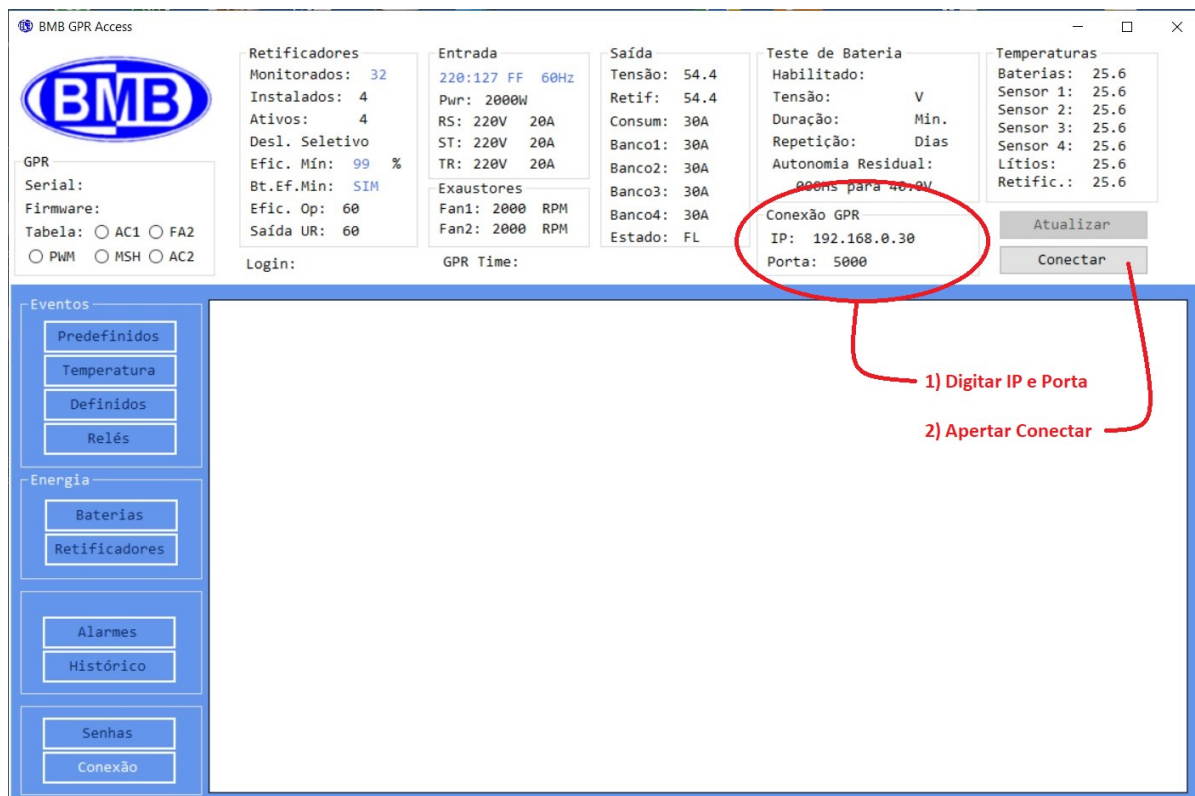 BMB GPR Access
BMB
GPR
Serial:
Firmware:
Tabela: AC1 FA2
PWM MSH AC2
Retificadores
Monitorados: 32
Instalados: 4
Ativos: 4
Desl. Seletivo
Efic. Mín: 99 %
Bt.Ef.Min: SIM
Efic. Op: 60
Saída UR: 60
Login:
Entrada
220:127 FF 60Hz
Pwr: 2000W
RS: 220V 20A
ST: 220V 20A
TR: 220V 20A
Exaustores
Fan1: 2000 RPM
Fan2: 2000 RPM
GPR Time:
Saída
Tensão: 54.4
Retif: 54.4
Consum: 30A
Banco1: 30A
Banco2: 30A
Banco3: 30A
Banco4: 30A
Estado: FL
Teste de Bateria
Habilitado:
Tensão: V
Duração: Min.
Repetição: Dias
Autonomia Residual:
para
Conexão GPR
IP: 192.168.0.30
Porta: 5000
Temperaturas
Baterias: 25.6
Sensor 1: 25.6
Sensor 2: 25.6
Sensor 3: 25.6
Sensor 4: 25.6
Lítios: 25.6
Retific.: 25.6
Atualizar
Conectar
Eventos
Predefinidos
Temperatura
Definidos
Relés
Energia
Baterias
Retificadores
Alarmes
Histórico
Senhas
Conexão
1) Digitar IP e Porta
2) Apertar Conectar